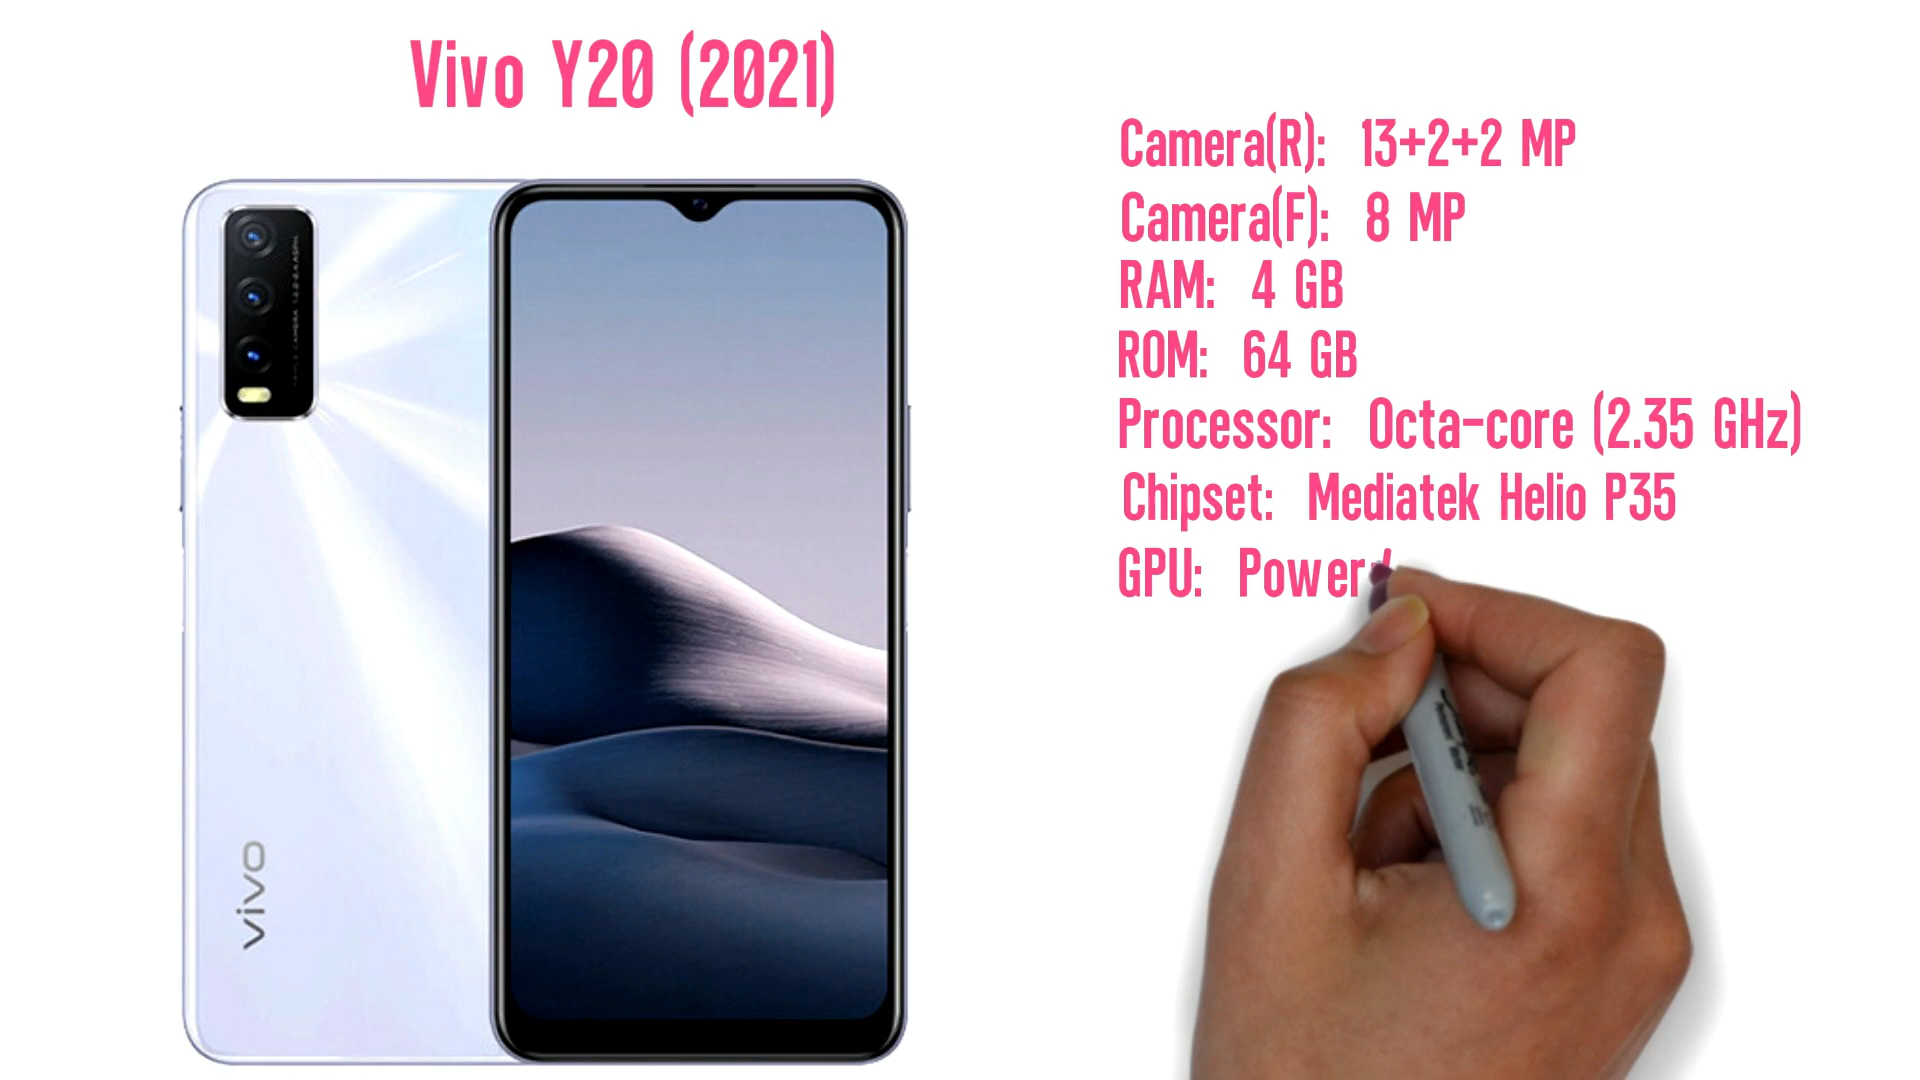 Vivo Y20 (2021)
Camera(R): 13+2+2 MP
Camera(F): 8 MP
RAM: 4 GB
ROM: 64 GB
Processor: Octa-core (2.35 GHz)
Chipset: Mediatek Helio P35
GPU: Power
vivo